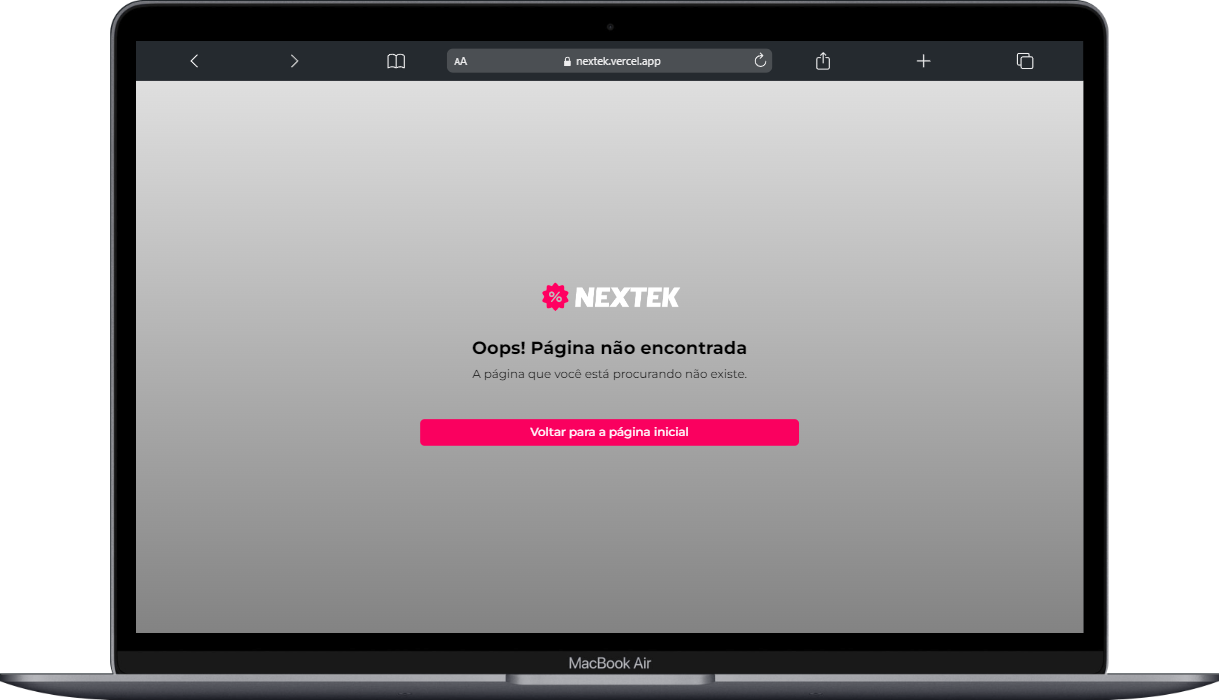 AA
nextek.vercel.app
% NEXTEK
Oops! Página não encontrada
A página que você está procurando não existe.
Voltar para a página inicial
MacBook Air